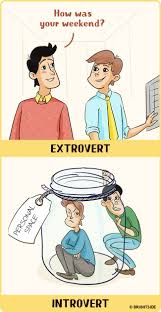 How was
your weekend?
EXTROVERT
PERSONAL
SPACE
INTROVERT
© BRIGHTSIDE